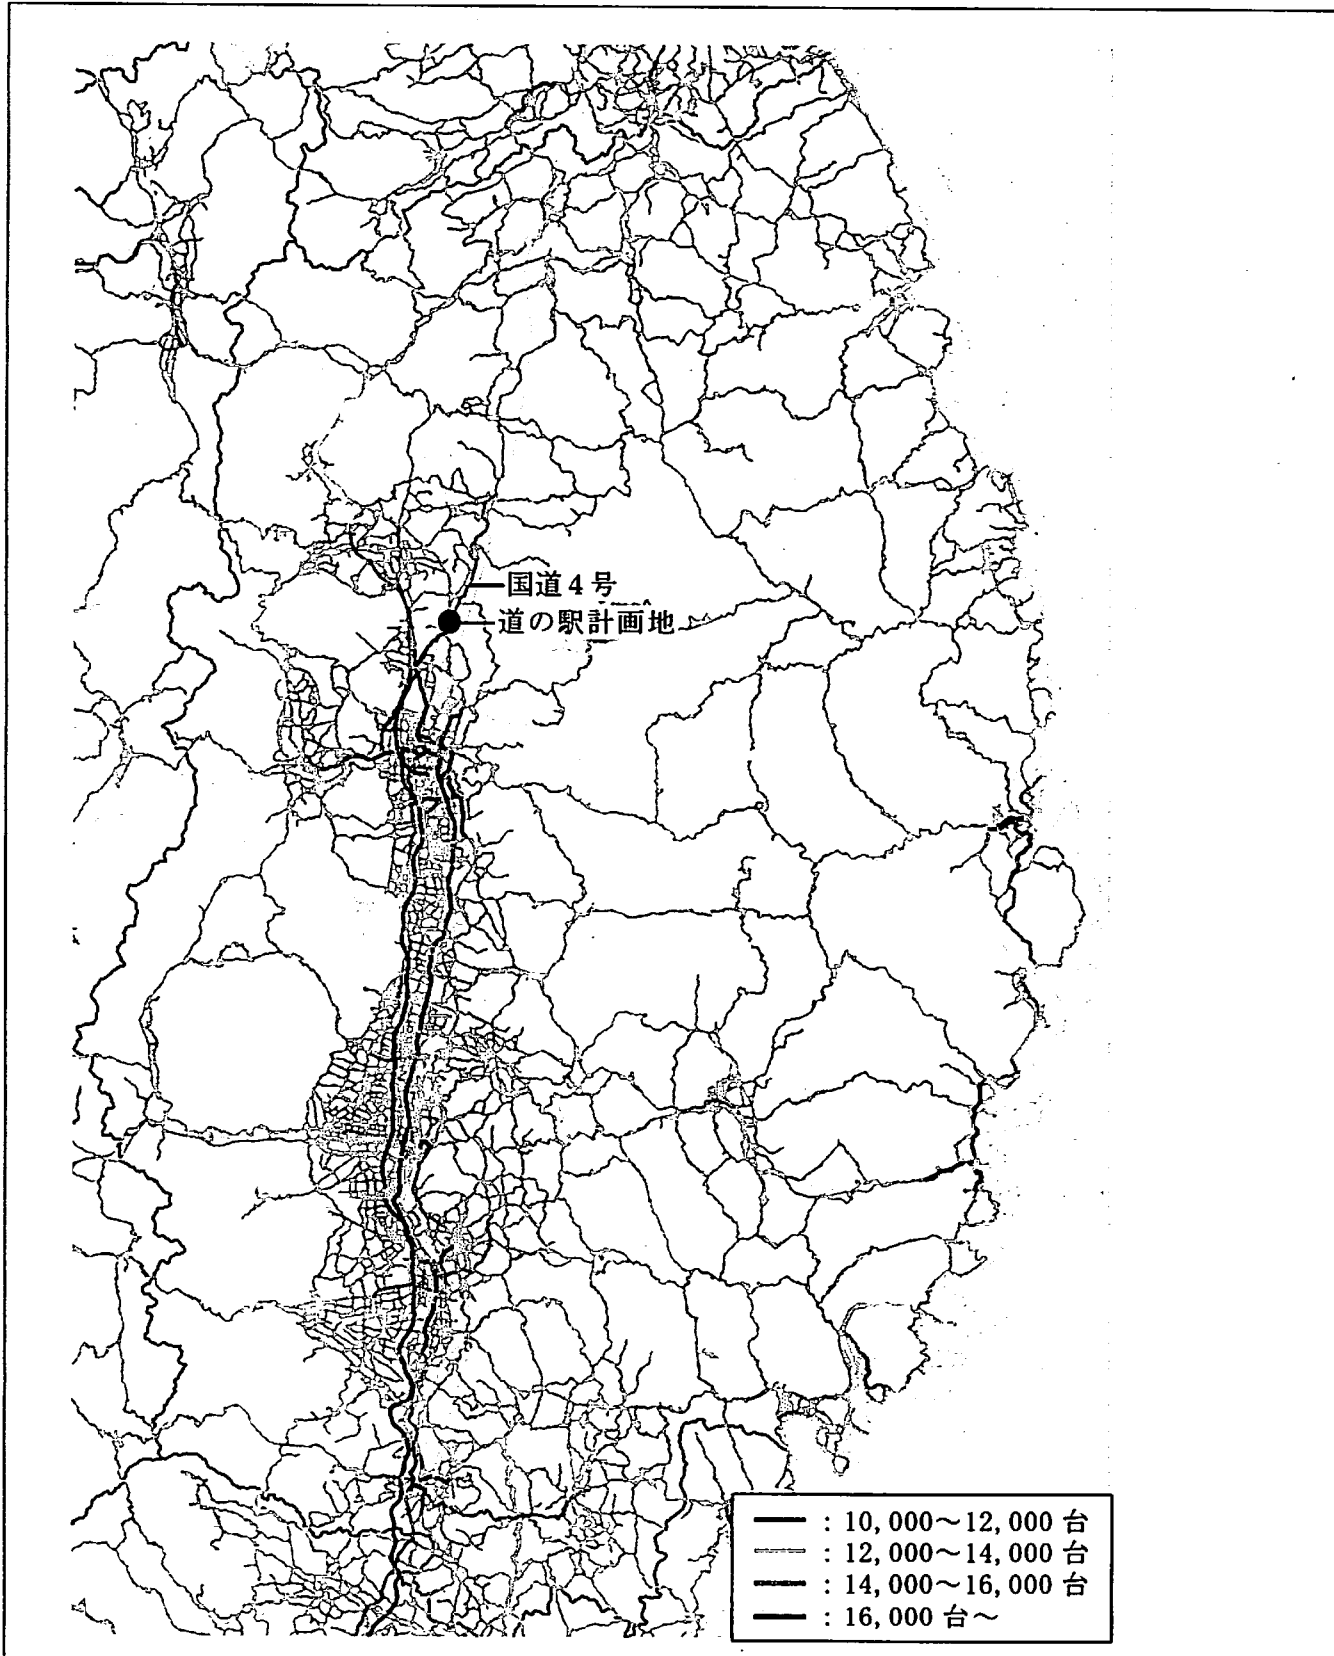 国道4号
道の駅計画地
: 10,000～12,000 台
: 12,000～14,000 台
: 14,000～16,000 台
: 16,000 台～